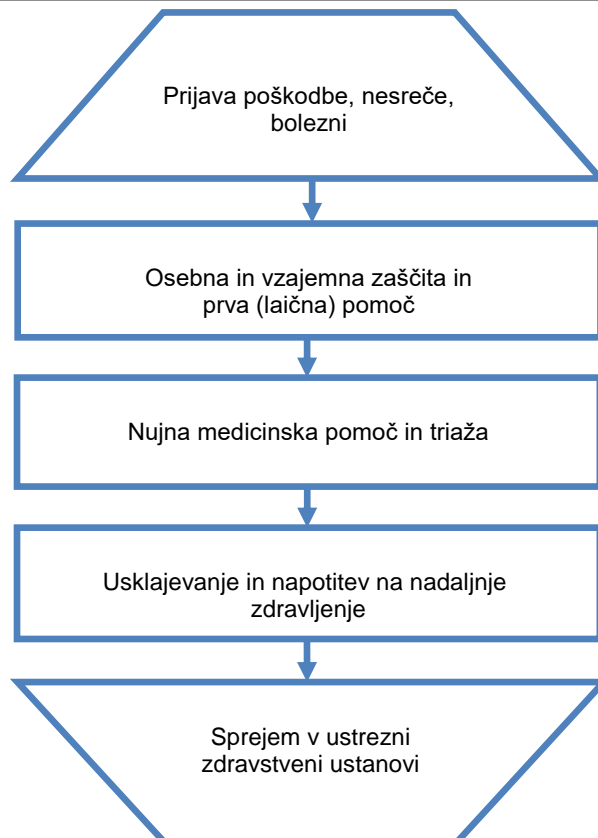 Prijava poškodbe, nesreče,
bolezni
Osebna in vzajemna zaščita in
prva (laična) pomoč
Nujna medicinska pomoč in triaža
Usklajevanje in napotitev na nadaljnje
zdravljenje
Sprejem v ustrezni
zdravstveni ustanovi